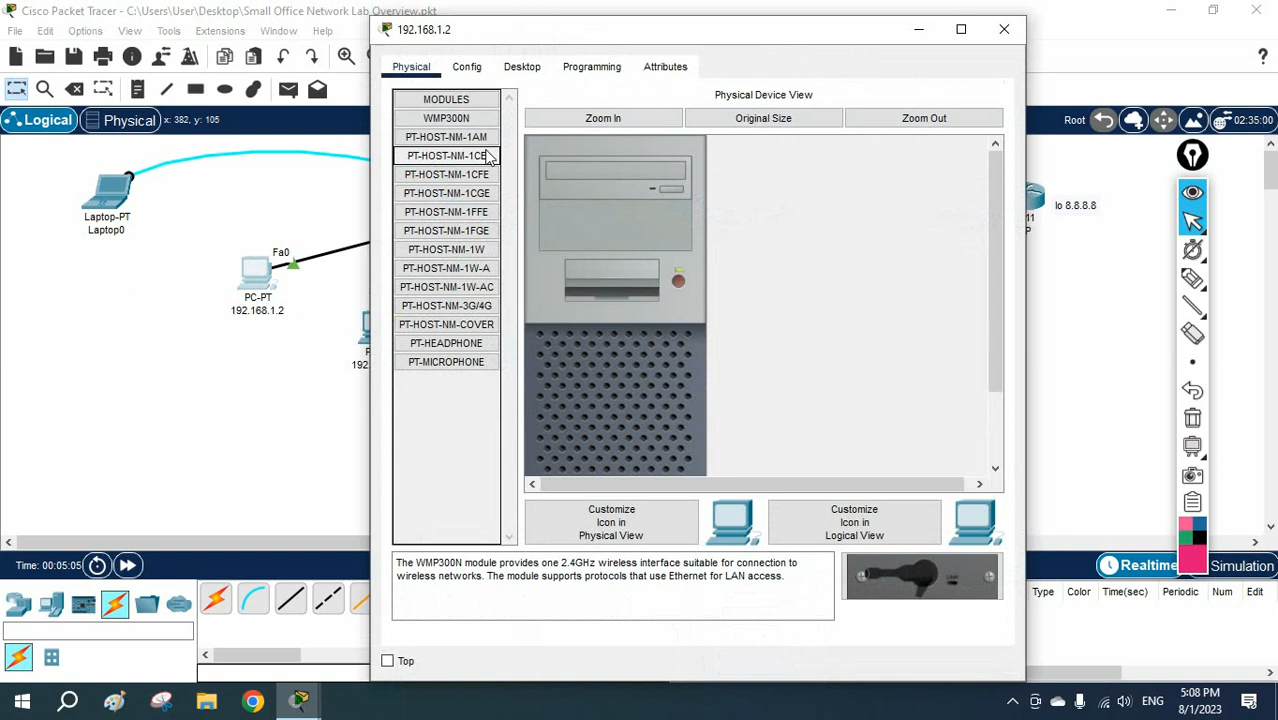 Cisco Packet Tracer - C:\Users\User\Desktop\Small Office Network Lab Overview.pkt
File Edit Options View Tools Extensions Window Help
Logical Physical x: 382, y: 105
Root 02:35:00
Laptop-PT
Laptop0
Fa0
PC-PT
192.168.1.2
P
192
11
P
lo 8.8.8.8
192.168.1.2
Physical Config Desktop Programming Attributes
MODULES
WMP300N
PT-HOST-NM-1AM
PT-HOST-NM-1CE
PT-HOST-NM-1CFE
PT-HOST-NM-1CGE
PT-HOST-NM-1FFE
PT-HOST-NM-1FGE
PT-HOST-NM-1W
PT-HOST-NM-1W-A
PT-HOST-NM-1W-AC
PT-HOST-NM-3G/4G
PT-HOST-NM-COVER
PT-HEADPHONE
PT-MICROPHONE
Physical Device View
Zoom In Original Size Zoom Out
Customize
Icon in
Physical View
Customize
Icon in
Logical View
The WMP300N module provides one 2.4GHz wireless interface suitable for connection to
wireless networks. The module supports protocols that use Ethernet for LAN access.
LINK
Top
Time: 00:05:05
Realtime Simulation
Type Color Time(sec) Periodic Num Edit
ENG
5:08 PM
8/1/2023